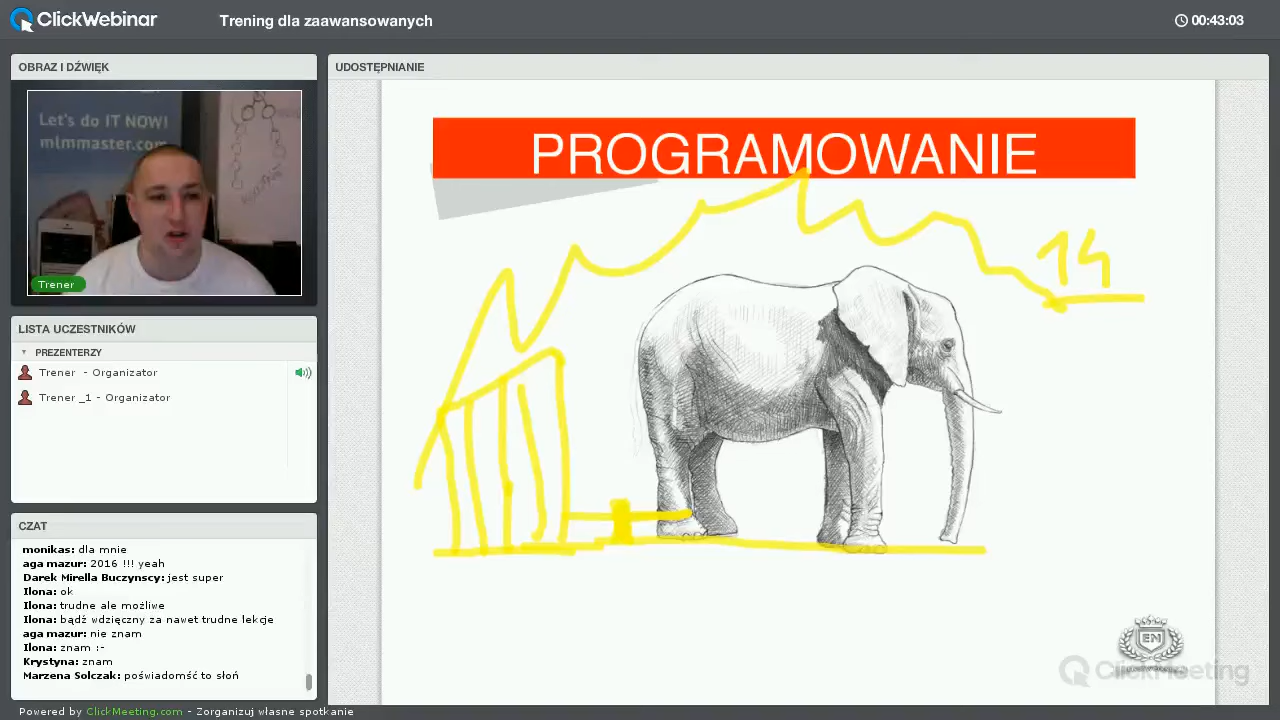 ClickWebinar
Trening dla zaawansowanych
00:43:03
OBRAZ I DŹWIĘK
Let's do IT NOW!
mlmmaster.com
Trener
LISTA UCZESTNIKÓW
PREZENTERZY
Trener - Organizator
Trener _1 - Organizator
CZAT
monikas: dla mnie
aga mazur: 2016 !!! yeah
Darek Mirella Buczynscy: jest super
Ilona: ok
Ilona: trudne ale możliwe
Ilona: bądź wdzięczny za nawet trudne lekcje
aga mazur: nie znam
Ilona: znam :-
Krystyna: znam
Marzena Solczak: poświadomść to słoń
UDOSTĘPNIANIE
PROGRAMOWANIE
14
EN
ClickMeeting
Powered by ClickMeeting.com - Zorganizuj własne spotkanie